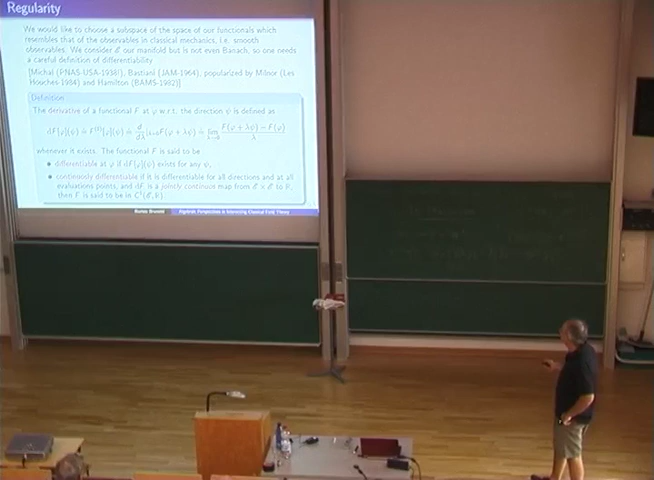 Regularity
We would like to choose a subspace of the space of our functionals which
resembles that of the observables in classical mechanics, i.e. smooth
observables. We consider ℰ our manifold but is not even Banach, so one needs
a careful definition of differentiability
[Michal (PNAS-USA-1938!), Bastiani (JAM-1964), popularized by Milnor (Les
Houches-1984) and Hamilton (BAMS-1982)]
Definition
The derivative of a functional F at φ w.r.t. the direction ψ is defined as
dF[φ](ψ) ≐ F⁽¹⁾[φ](ψ) ≐ d/dλ|λ=0 F(φ + λψ) ≐ lim λ→0 F(φ + λψ) − F(φ) / λ
whenever it exists. The functional F is said to be
• differentiable at φ if dF[φ](ψ) exists for any ψ,
• continuously differentiable if it is differentiable for all directions and at all
evaluations points, and dF is a jointly continuous map from ℰ × ℰ to
then F is said to be in
Romeo Brunetti Algebraic Perspectives in Interacting Classical Field Theory